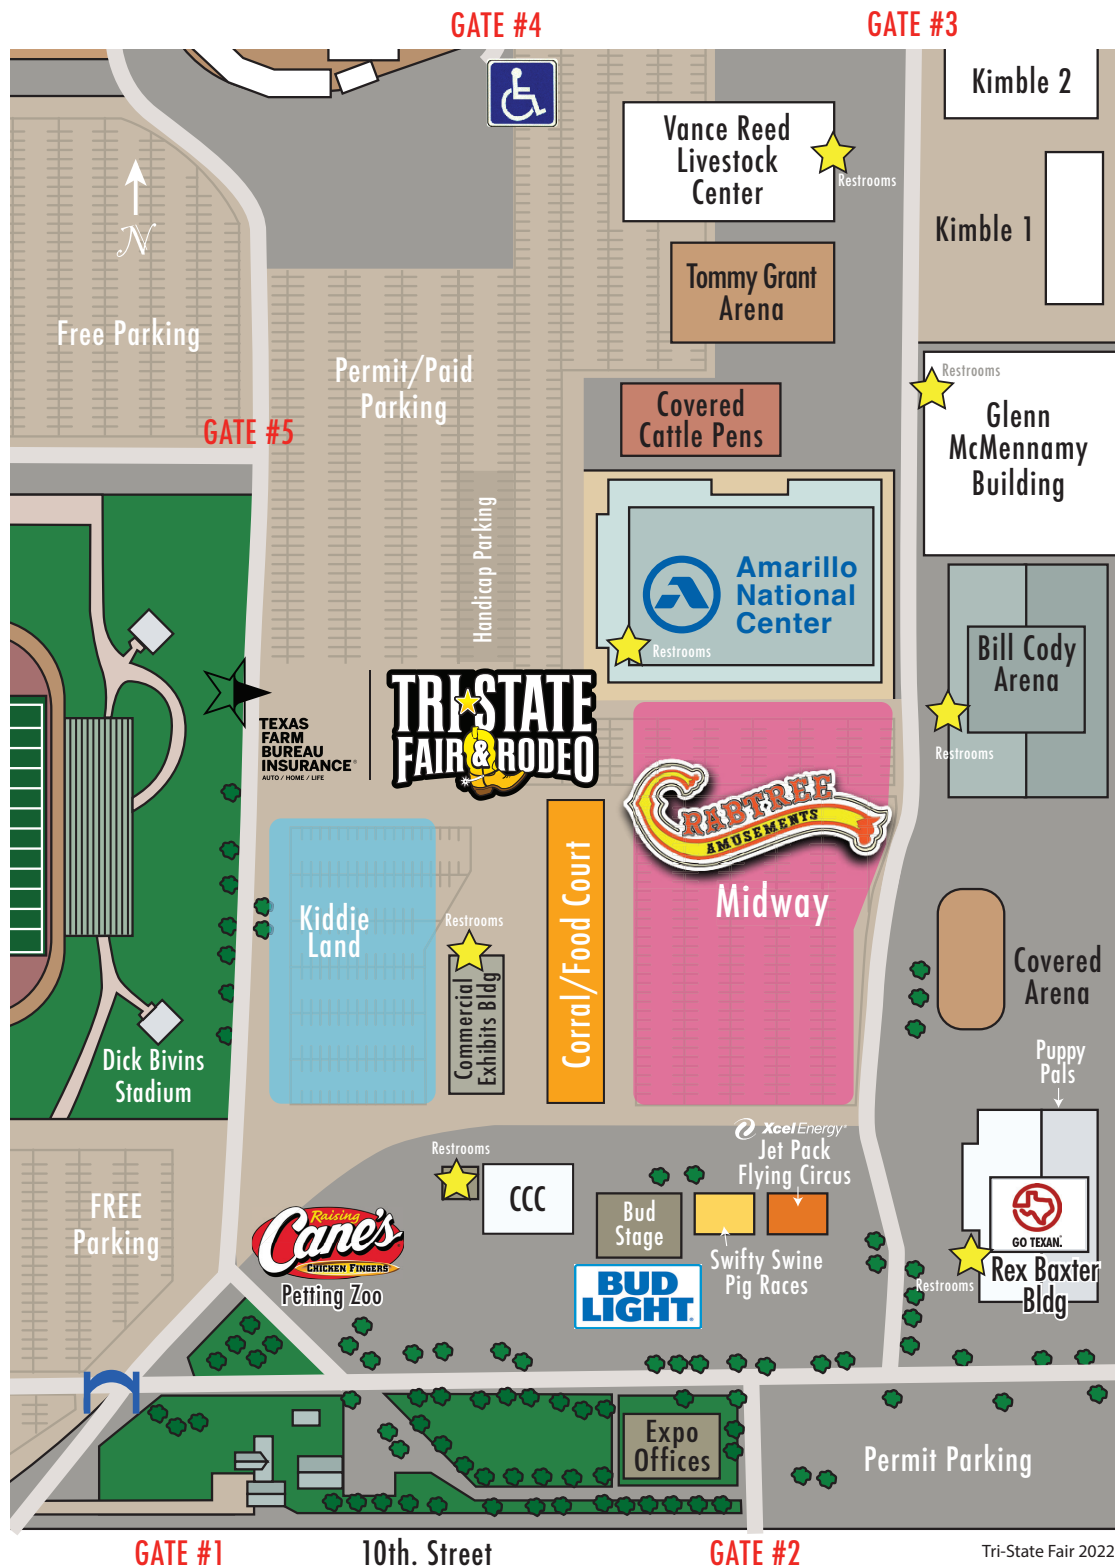 GATE #4
GATE #3
Kimble 2
Vance Reed
Livestock
Center
Restrooms
N
Kimble 1
Tommy Grant
Arena
Free Parking
Permit/Paid
Parking
Restrooms
Covered
Cattle Pens
Glenn
McMennamy
Building
GATE #5
Handicap Parking
Amarillo
National
Center
Restrooms
Bill Cody
Arena
Restrooms
TEXAS
FARM
BUREAU
INSURANCE®
AUTO / HOME / LIFE
TRI STATE
FAIR & RODEO
CRABTREE
AMUSEMENTS
Midway
Kiddie
Land
Restrooms
Commercial
Exhibits Bldg
Corral/Food Court
Covered
Arena
Dick Bivins
Stadium
Puppy
Pals
Xcel Energy®
Jet Pack
Flying Circus
Restrooms
CCC
Bud
Stage
Swifty Swine
Pig Races
BUD
LIGHT.
FREE
Parking
Raising
Cane's
CHICKEN FINGERS
Petting Zoo
GO TEXAN.
Restrooms
Rex Baxter
Bldg
Expo
Offices
Permit Parking
GATE #1
10th. Street
GATE #2
Tri-State Fair 2022